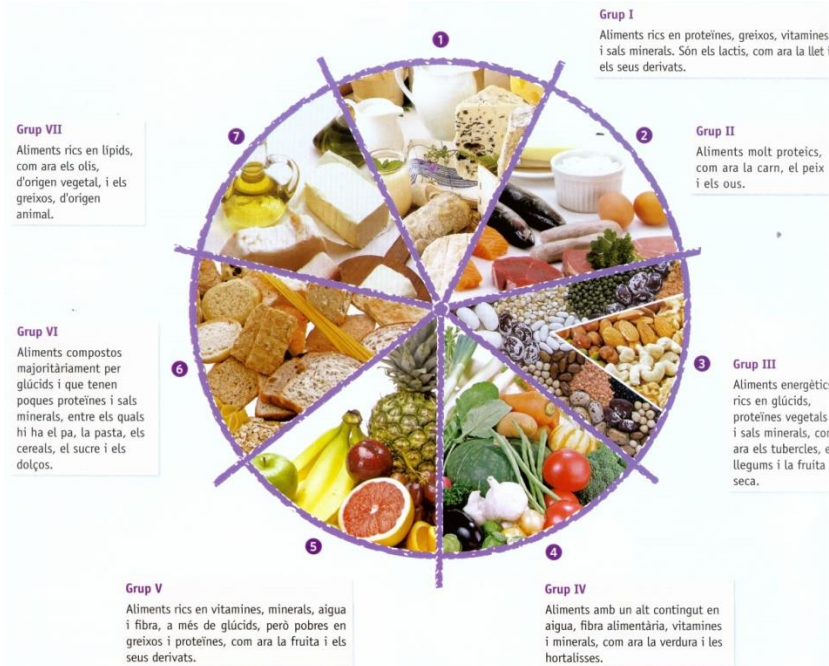 Grup I
Aliments rics en proteïnes, greixos, vitamines
i sals minerals. Són els lactis, com ara la llet i
els seus derivats.
1
Grup VII
Aliments rics en lípids,
com ara els olis,
d'origen vegetal, i els
greixos, d'origen
animal.
7
2
Grup II
Aliments molt proteics,
com ara la carn, el peix
i els ous.
Grup VI
Aliments compostos
majoritàriament per
glúcids i que tenen
poques proteïnes i sals
minerals, entre els quals
hi ha el pa, la pasta, els
cereals, el sucre i els
dolços.
6
3
Grup III
Aliments energètics
rics en glúcids,
proteïnes vegetals
i sals minerals, com
ara els tubercles, e
llegums i la fruita
seca.
5
4
Grup V
Aliments rics en vitamines, minerals, aigua
i fibra, a més de glúcids, però pobres en
greixos i proteïnes, com ara la fruita i els
seus derivats.
Grup IV
Aliments amb un alt contingut en
aigua, fibra alimentària, vitamines
i minerals, com ara la verdura i les
hortalisses.